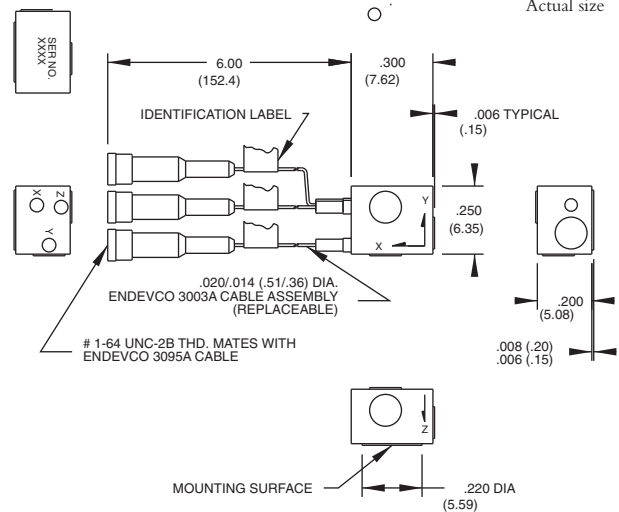 Actual size
SER NO.
XXXX
6.00
(152.4)
.300
(7.62)
IDENTIFICATION LABEL
.006 TYPICAL
(.15)
X
Z
Y
Y
X
.250
(6.35)
.020/.014 (.51/.36) DIA.
ENDEVCO 3003A CABLE ASSEMBLY
(REPLACEABLE)
.200
(5.08)
# 1-64 UNC-2B THD. MATES WITH
ENDEVCO 3095A CABLE
.008 (.20)
.006 (.15)
Z
MOUNTING SURFACE
.220 DIA
(5.59)